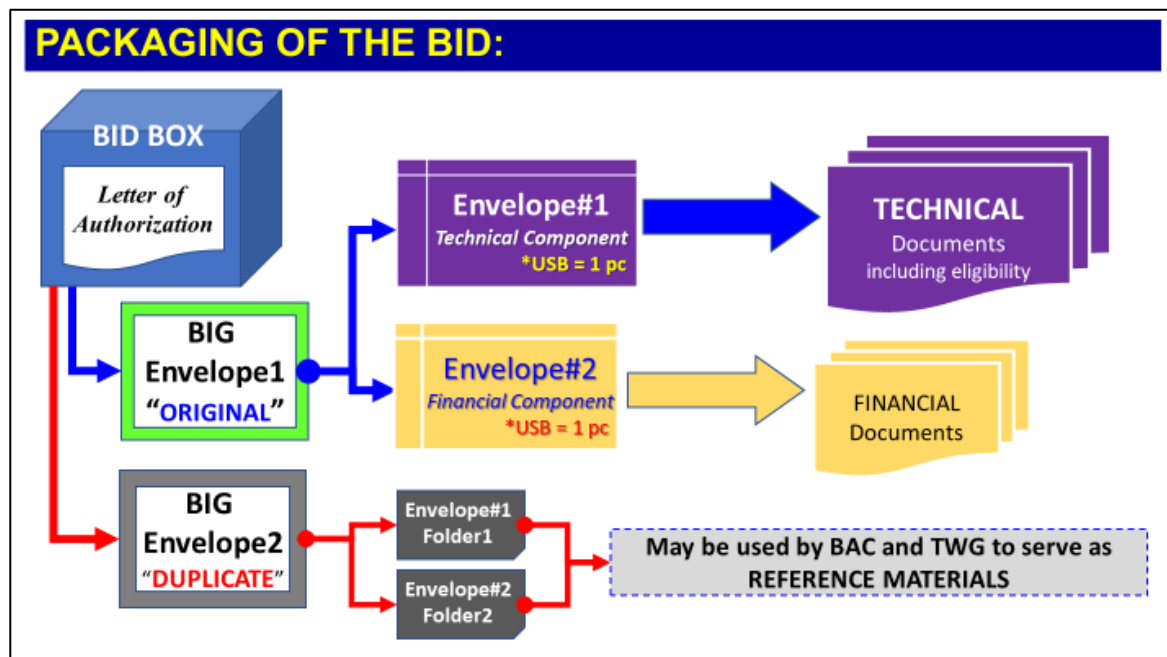 PACKAGING OF THE BID:
BID BOX
Letter of
Authorization
Envelope#1
Technical Component
*USB = 1 pc
TECHNICAL
Documents
including eligibility
BIG
Envelope1
“ORIGINAL”
Envelope#2
Financial Component
*USB = 1 pc
FINANCIAL
Documents
BIG
Envelope2
“DUPLICATE”
Envelope#1
Folder1
Envelope#2
Folder2
May be used by BAC and TWG to serve as
REFERENCE MATERIALS